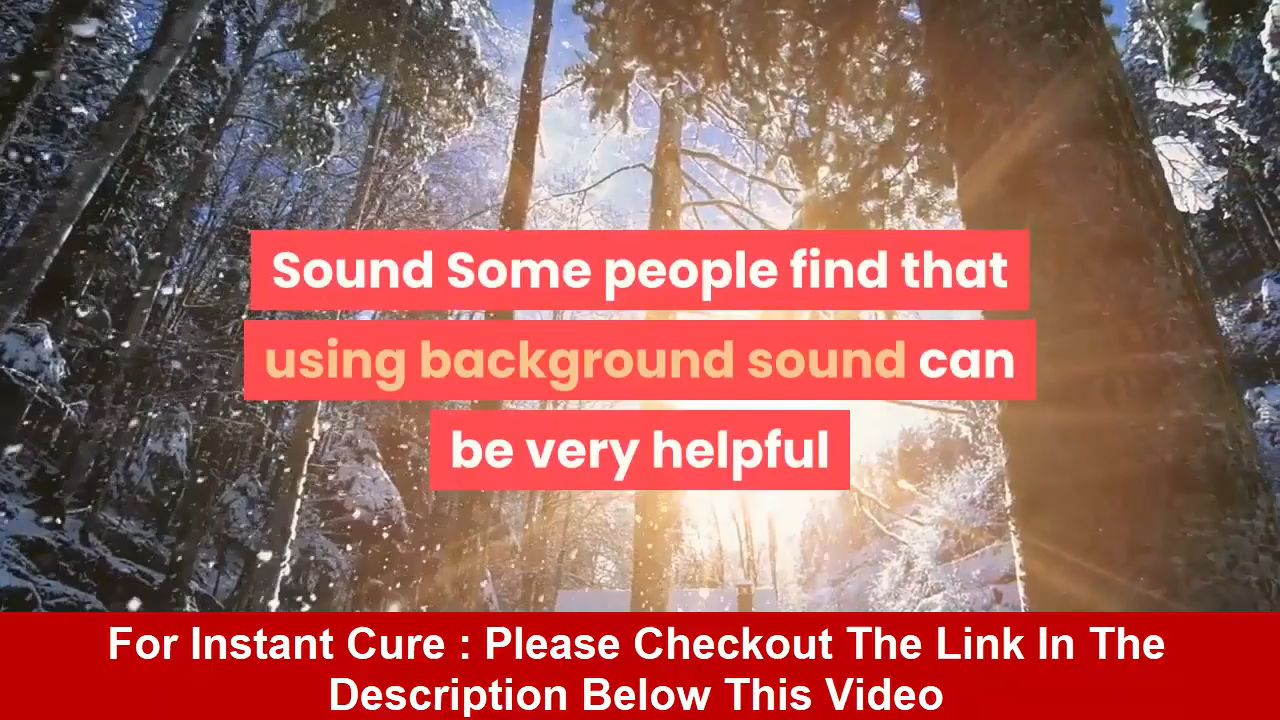 Sound Some people find that
using background sound can
be very helpful
For Instant Cure : Please Checkout The Link In The
Description Below This Video